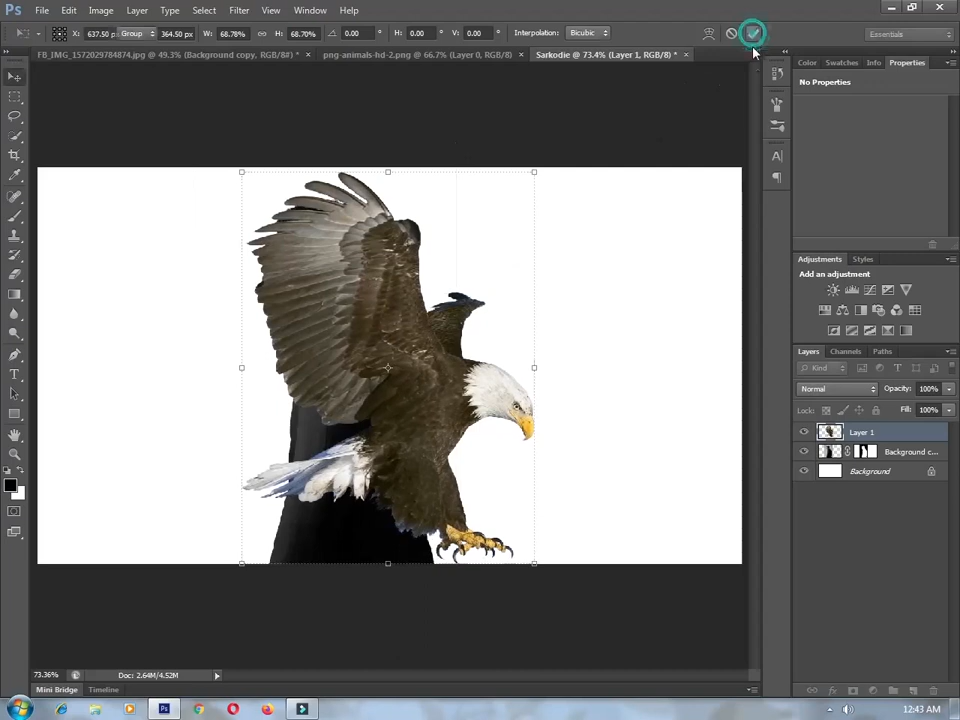 Ps File Edit Image Layer Type Select Filter Window Help
X: 637.50 px Group 364.50 px W: 68.78% H: 68.70% 0.00 ° H: 0.00 ° V: 0.00 ° Interpolation: Bicubic Essentials
FB_IMG_1572029784874.jpg @ 49.3% (Background copy, RGB/8) * × png-animals-hd-2.png @ 66.7% (Layer 0, RGB/8) × Sarkodie @ 73.4% (Layer 1, RGB/8) * ×
Color Swatches Info Properties
No Properties
Adjustments Styles
Add an adjustment
Layers Channels Paths
Kind
Normal Opacity: 100%
Lock: Fill: 100%
Layer 1
Background c...
Background
73.36% Doc: 2.64M/4.52M
Mini Bridge Timeline
Ps 12:43 AM